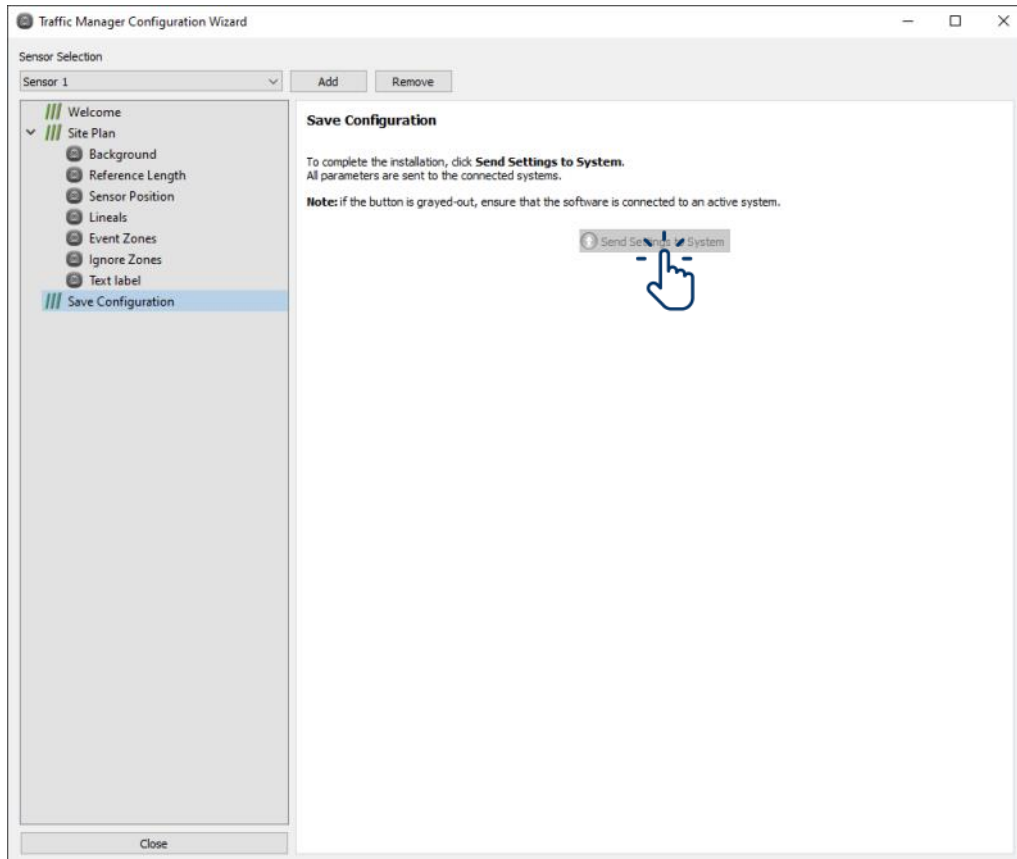 Traffic Manager Configuration Wizard
Sensor Selection
Sensor 1
Add
Remove
Welcome
Site Plan
Background
Reference Length
Sensor Position
Lineals
Event Zones
Ignore Zones
Text label
Save Configuration
Save Configuration
To complete the installation, click Send Settings to System.
All parameters are sent to the connected systems.
Note: if the button is grayed-out, ensure that the software is connected to an active system.
Send Settings to System
Close